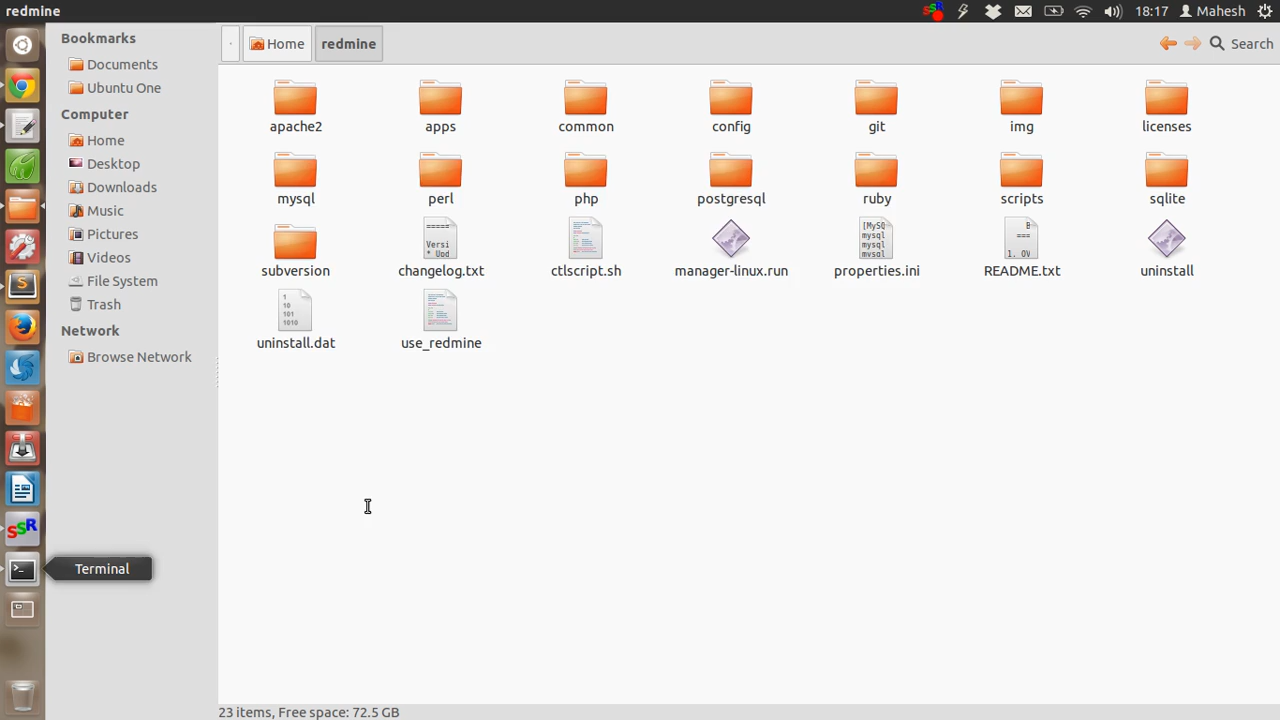 redmine
18:17 Mahesh
Bookmarks
Documents
Ubuntu One
Computer
Home
Desktop
Downloads
Music
Pictures
Videos
File System
Trash
Network
Browse Network
Terminal
Home redmine Search
apache2 apps common config git img licenses
mysql perl php postgresql ruby scripts sqlite
subversion changelog.txt ctlscript.sh manager-linux.run properties.ini README.txt uninstall
uninstall.dat use_redmine
23 items, Free space: 72.5 GB